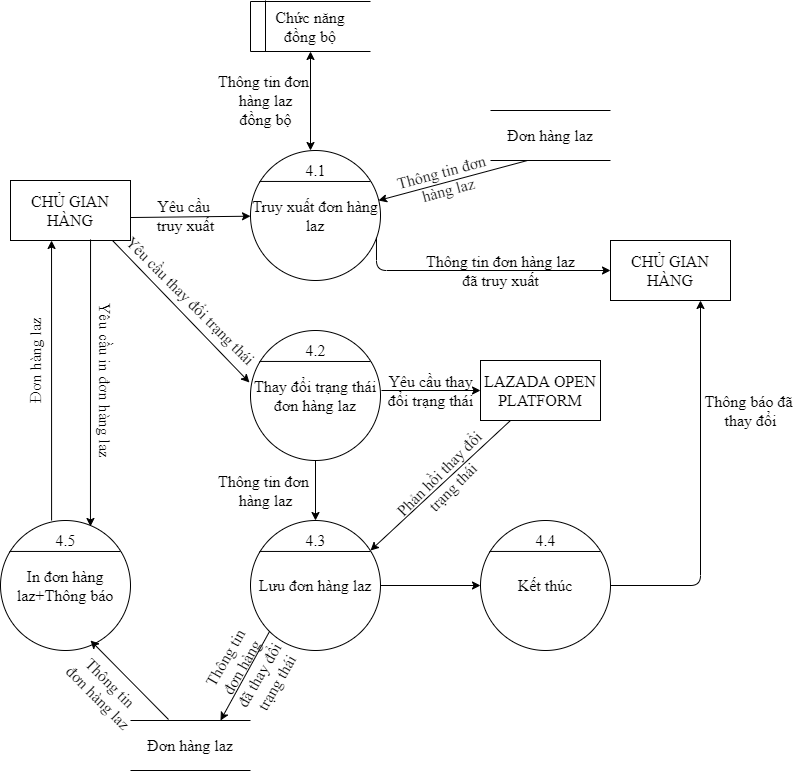 Chức năng
đồng bộ
Thông tin đơn
hàng laz
đồng bộ
Đơn hàng laz
Thông tin đơn
hàng laz
4.1
Truy xuất đơn hàng
laz
CHỦ GIAN
HÀNG
Yêu cầu
truy xuất
Thông tin đơn hàng laz
đã truy xuất
CHỦ GIAN
HÀNG
Yêu cầu thay đổi trạng thái
Đơn hàng laz
Yêu cầu in đơn hàng laz
4.2
Thay đổi trạng thái
đơn hàng laz
Yêu cầu thay
đổi trạng thái
LAZADA OPEN
PLATFORM
Thông báo đã
thay đổi
Thông tin đơn
hàng laz
Phản hồi thay đổi
trạng thái
4.5
In đơn hàng
laz+Thông báo
4.3
Lưu đơn hàng laz
4.4
Kết thúc
Thông tin
đơn hàng laz
Thông tin
đơn hàng
đã thay đổi
trạng thái
Đơn hàng laz